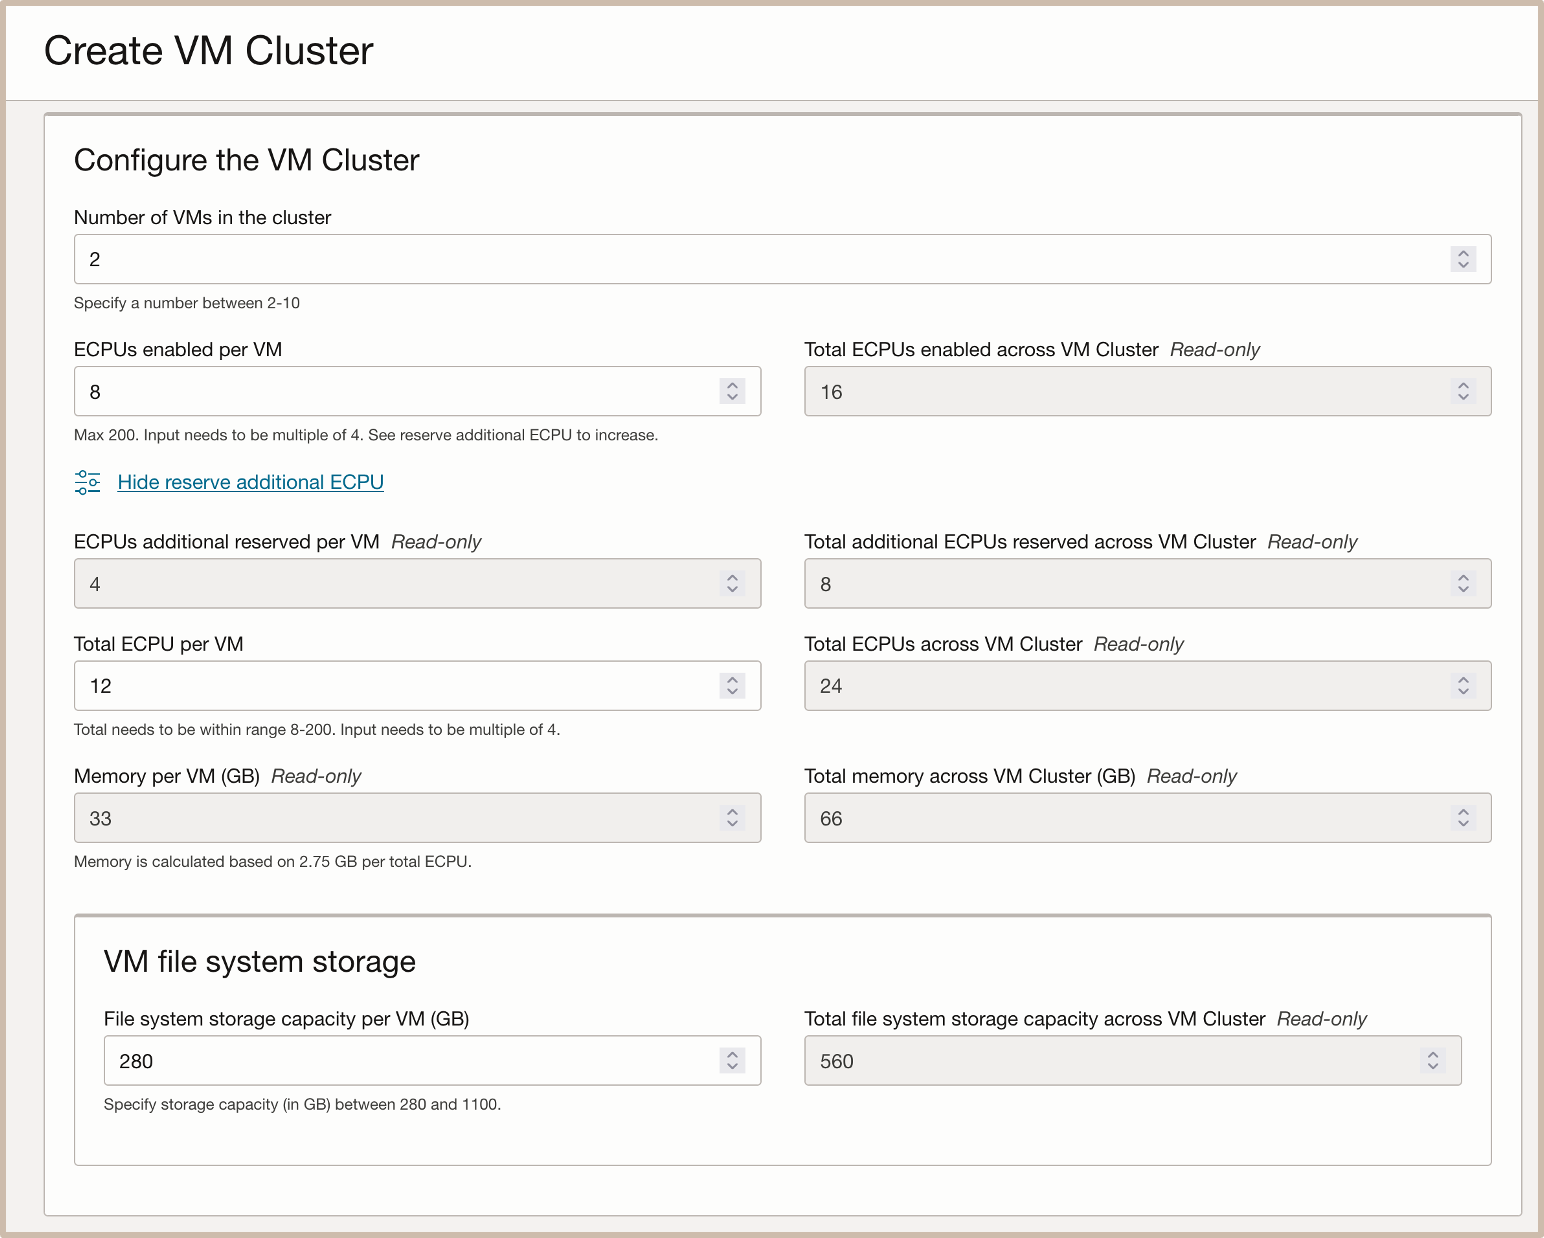 Create VM Cluster
Configure the VM Cluster
Number of VMs in the cluster
2
Specify a number between 2-10
ECPUs enabled per VM
8
Max 200. Input needs to be multiple of 4. See reserve additional ECPU to increase.
Total ECPUs enabled across VM Cluster Read-only
16
Hide reserve additional ECPU
ECPUs additional reserved per VM Read-only
4
Total additional ECPUs reserved across VM Cluster Read-only
8
Total ECPU per VM
12
Total needs to be within range 8-200. Input needs to be multiple of 4.
Total ECPUs across VM Cluster Read-only
24
Memory per VM (GB) Read-only
33
Memory is calculated based on 2.75 GB per total ECPU.
Total memory across VM Cluster (GB) Read-only
66
VM file system storage
File system storage capacity per VM (GB)
280
Specify storage capacity (in GB) between 280 and 1100.
Total file system storage capacity across VM Cluster Read-only
560